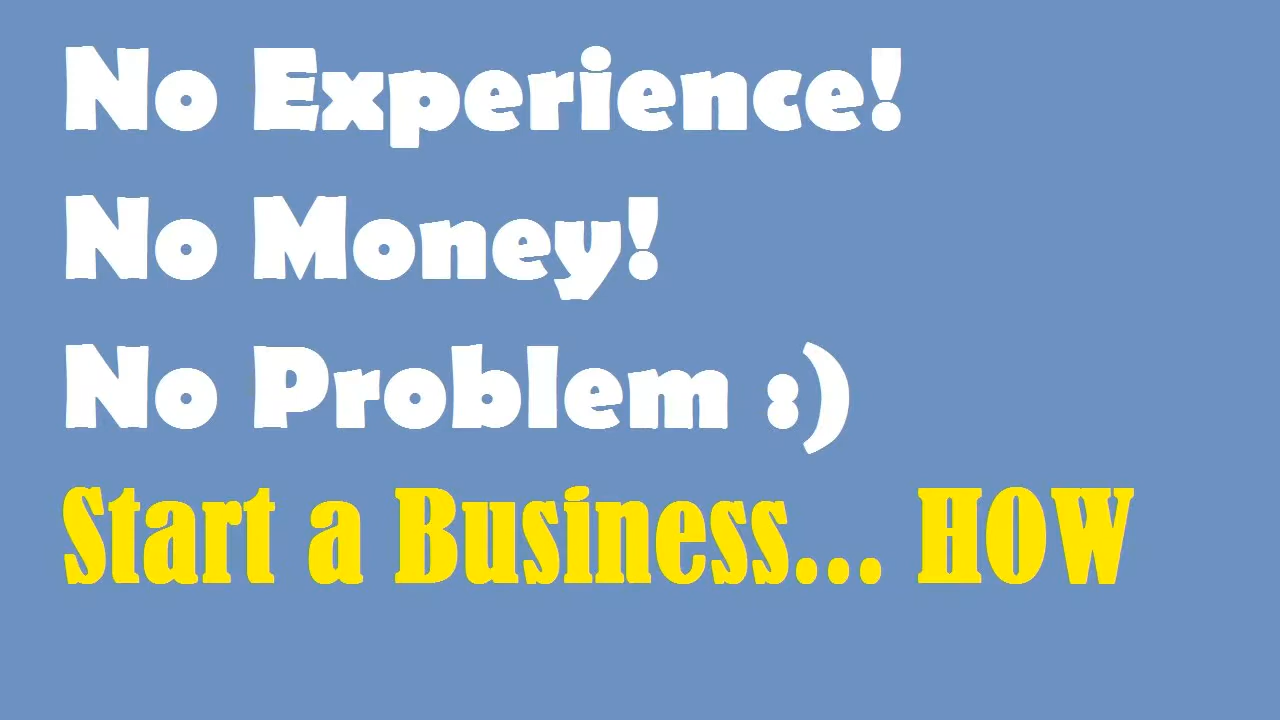 No Experience!
No Money!
No Problem :)
Start a Business... HOW